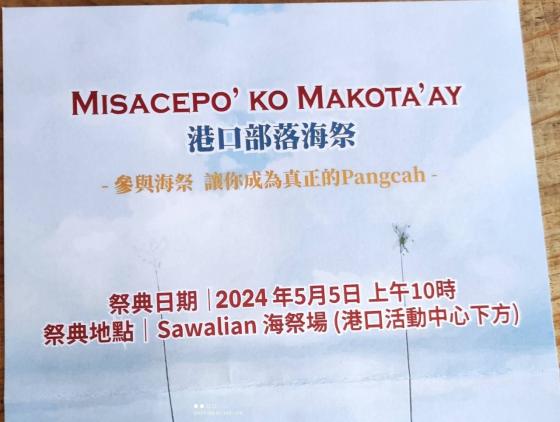 MISACEPO' KO MAKOTA'AY
港口部落海祭
- 參與海祭 讓你成為真正的Pangcah -
祭典日期｜2024 年5月5日 上午10時
祭典地點｜ Sawalian 海祭場 (港口活動中心下方)